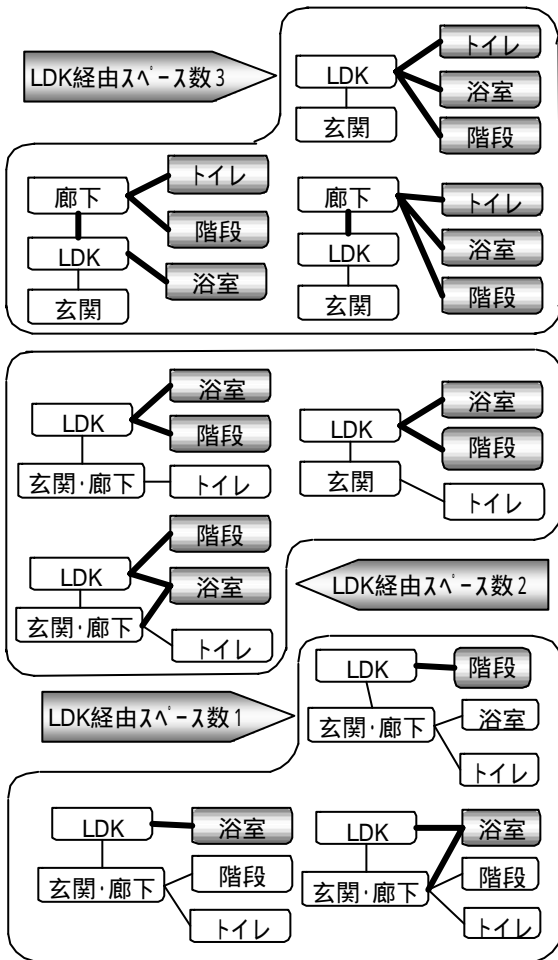 LDK経由スペース数3
LDK
玄関
トイレ
浴室
階段
廊下
LDK
玄関
トイレ
階段
浴室
廊下
LDK
玄関
トイレ
浴室
階段
LDK
玄関・廊下
浴室
階段
トイレ
LDK
玄関
浴室
階段
トイレ
LDK
玄関・廊下
階段
浴室
トイレ
LDK経由スペース数2
LDK経由スペース数1
LDK
玄関・廊下
階段
浴室
トイレ
LDK
玄関・廊下
浴室
階段
トイレ
LDK
玄関・廊下
浴室
階段
トイレ